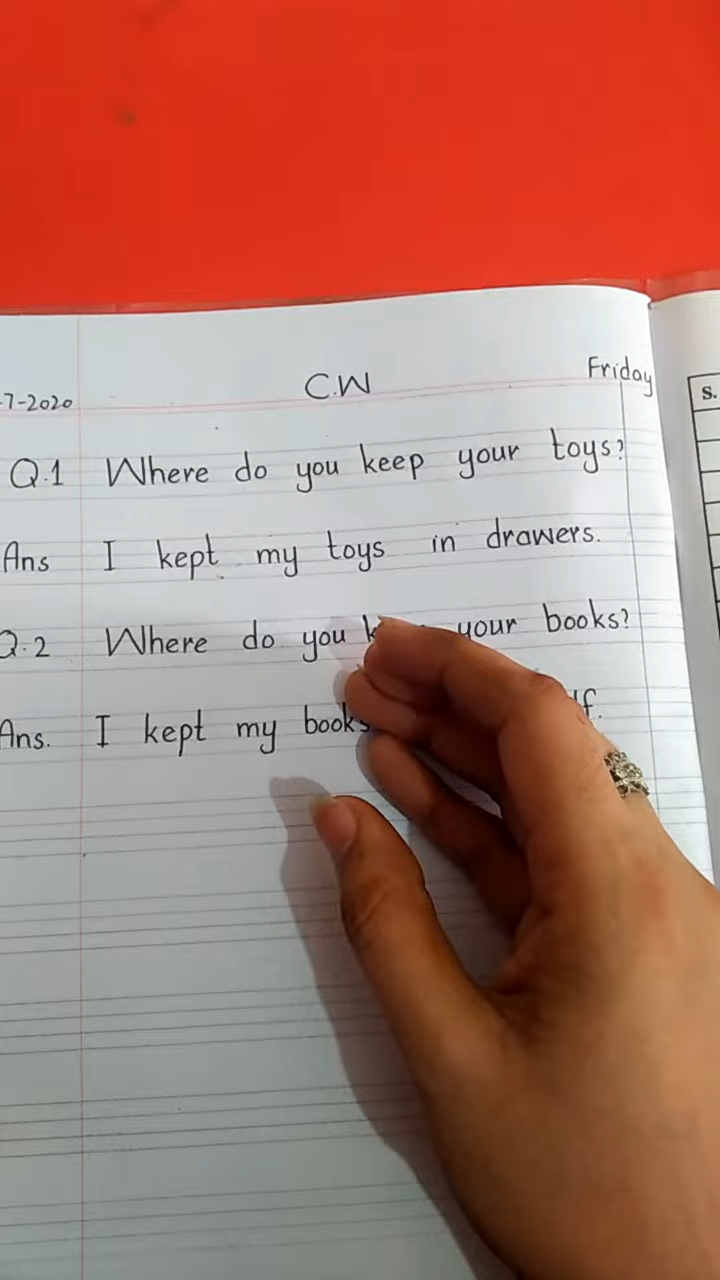 -7-2020 C.W Friday
Q.1 Where do you keep your toys?
Ans I kept my toys in drawers.
Q.2 Where do you your books?
Ans. I kept my books
S.